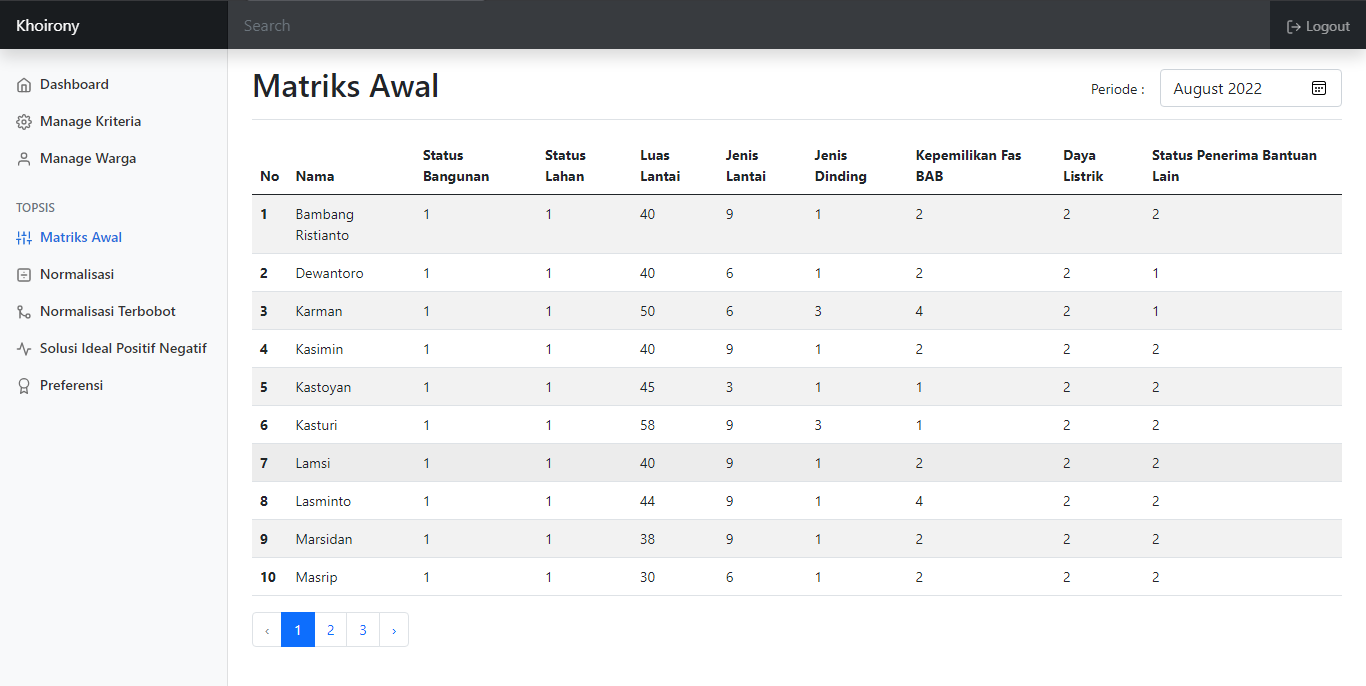 Khoirony
Search
Logout
Dashboard
Manage Kriteria
Manage Warga
TOPSIS
Matriks Awal
Normalisasi
Normalisasi Terbobot
Solusi Ideal Positif Negatif
Preferensi
Matriks Awal
Periode : August 2022
No Nama Status Bangunan Status Lahan Luas Lantai Jenis Lantai Jenis Dinding Kepemilikan Fas BAB Daya Listrik Status Penerima Bantuan Lain
1 Bambang Ristianto 1 1 40 9 1 2 2 2
2 Dewantoro 1 1 40 6 1 2 2 1
3 Karman 1 1 50 6 3 4 2 1
4 Kasimin 1 1 40 9 1 2 2 2
5 Kastoyan 1 1 45 3 1 1 2 2
6 Kasturi 1 1 58 9 3 1 2 2
7 Lamsi 1 1 40 9 1 2 2 2
8 Lasminto 1 1 44 9 1 4 2 2
9 Marsidan 1 1 38 9 1 2 2 2
10 Masrip 1 1 30 6 1 2 2 2
‹ 1 2 3 ›